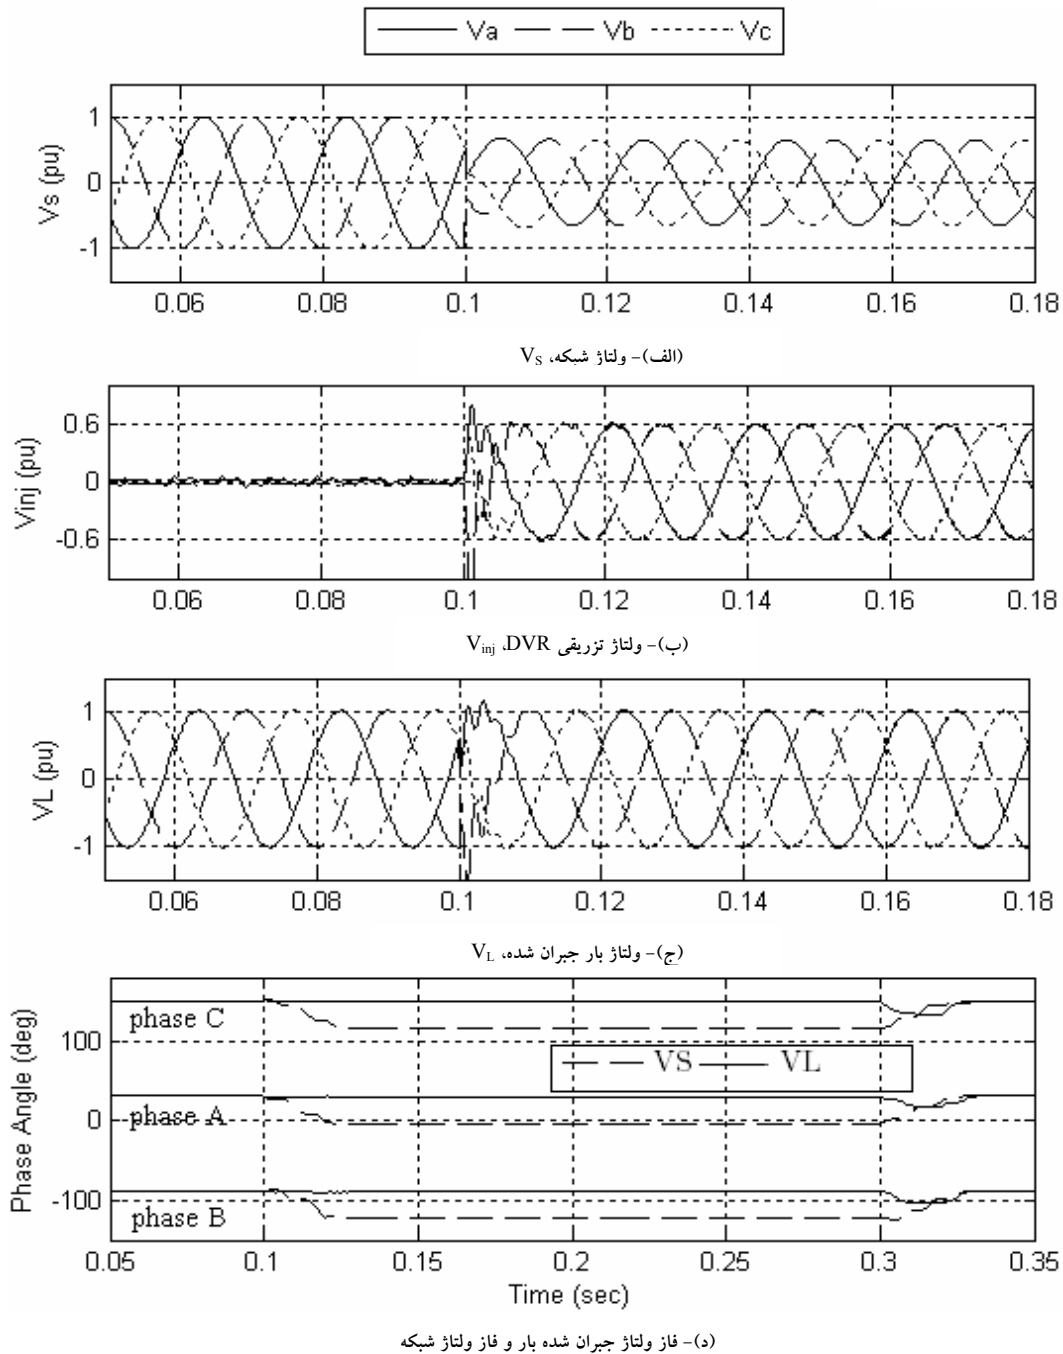 Va Vb Vc
Vs (pu)
1
0
-1
0.06 0.08 0.1 0.12 0.14 0.16 0.18
(الف)- ولتاژ شبکه، VS
Vinj (pu)
0.6
0
-0.6
0.06 0.08 0.1 0.12 0.14 0.16 0.18
(ب)- ولتاژ تزریقی DVR، Vinj
VL (pu)
1
0
-1
0.06 0.08 0.1 0.12 0.14 0.16 0.18
(ج)- ولتاژ بار جبران شده، VL
Phase Angle (deg)
100
0
-100
phase C
VS VL
phase A
phase B
0.05 0.1 0.15 0.2 0.25 0.3 0.35
Time (sec)
(د)- فاز ولتاژ جبران شده بار و فاز ولتاژ شبکه